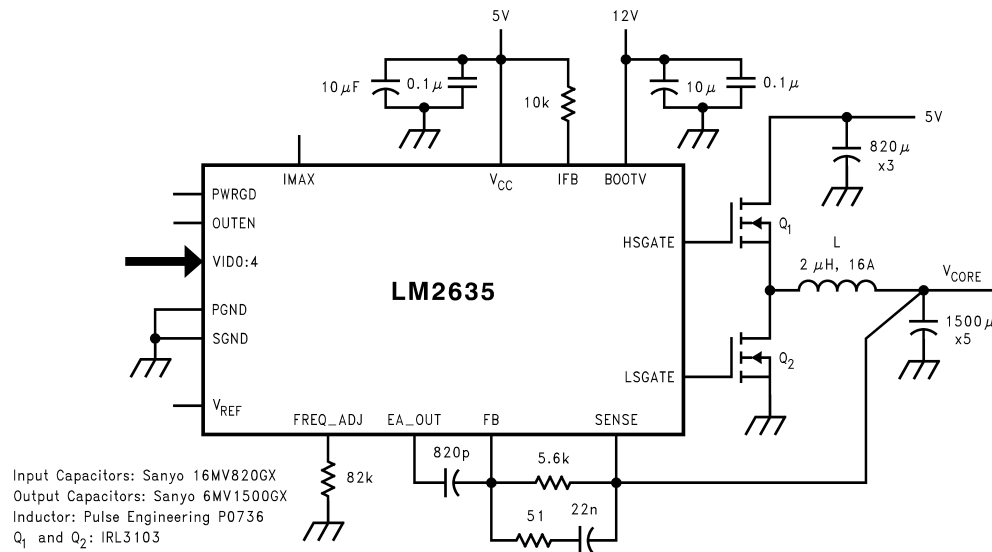 5V
12V
10μF
0.1μ
10k
10μ
0.1μ
5V
820μ
x3
IMAX
VCC
IFB
BOOTV
PWRGD
OUTEN
VID0:4
PGND
SGND
VREF
LM2635
HSGATE
LSGATE
Q1
L
2 μH, 16A
VCORE
1500μ
x5
Q2
FREQ_ADJ
EA_OUT
FB
SENSE
82k
820p
5.6k
51
22n
Input Capacitors: Sanyo 16MV820GX
Output Capacitors: Sanyo 6MV1500GX
Inductor: Pulse Engineering P0736
Q1 and Q2: IRL3103